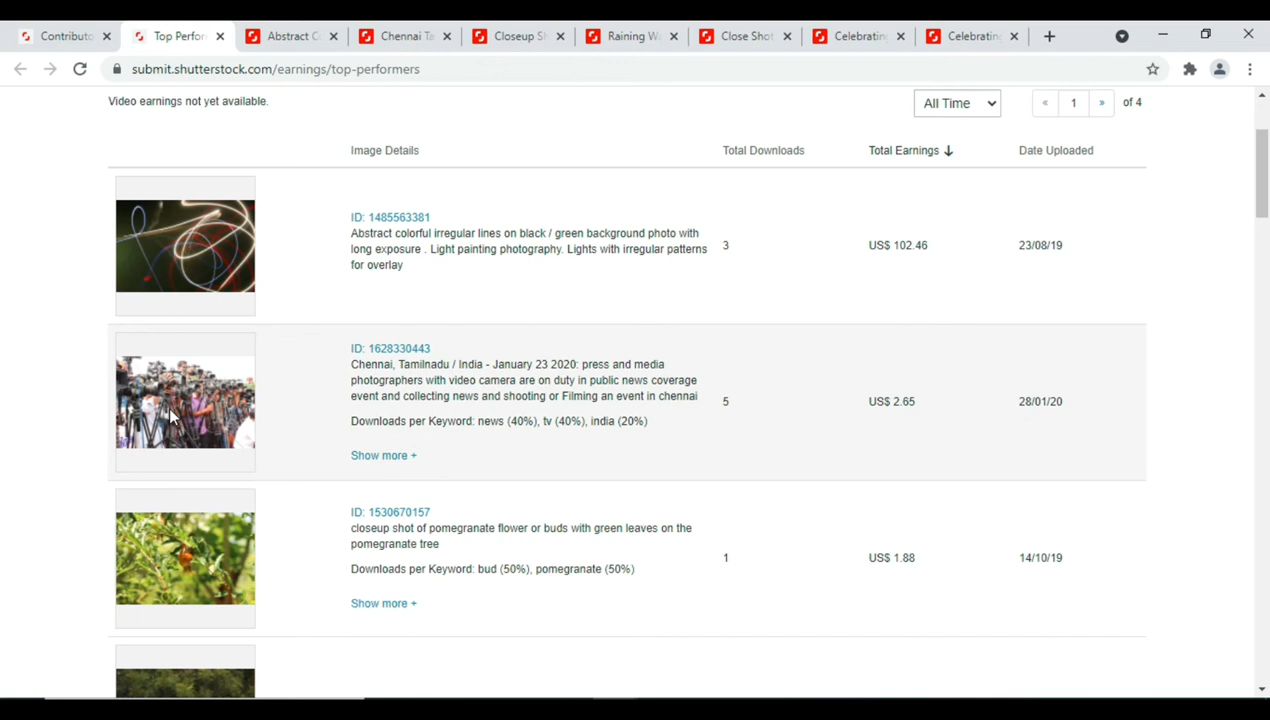 Contributo
Top Perfor
Abstract C
Chennai Ta
Closeup S
Raining Wa
Close Shot
Celebrating
Celebrating
submit.shutterstock.com/earnings/top-performers
Video earnings not yet available.
All Time
« 1 » of 4
Image Details Total Downloads Total Earnings Date Uploaded
ID: 1485563381
Abstract colorful irregular lines on black / green background photo with
long exposure . Light painting photography. Lights with irregular patterns
for overlay
3 US$ 102.46 23/08/19
ID: 1628330443
Chennai, Tamilnadu / India - January 23 2020: press and media
photographers with video camera are on duty in public news coverage
event and collecting news and shooting or Filming an event in chennai
Downloads per Keyword: news (40%), tv (40%), india (20%)
Show more +
5 US$ 2.65 28/01/20
ID: 1530670157
closeup shot of pomegranate flower or buds with green leaves on the
pomegranate tree
Downloads per Keyword: bud (50%), pomegranate (50%)
Show more +
1 US$ 1.88 14/10/19